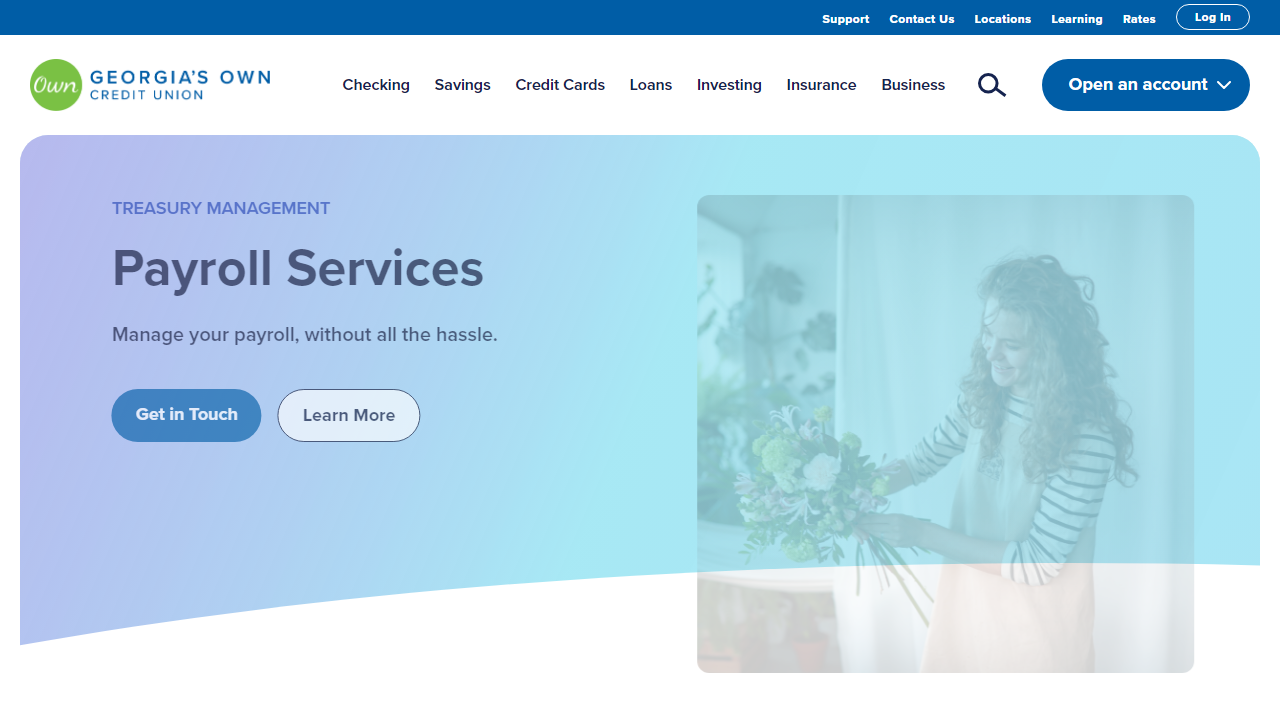 Support Contact Us Locations Learning Rates Log In
Own GEORGIA'S OWN
CREDIT UNION
Checking Savings Credit Cards Loans Investing Insurance Business Open an account
TREASURY MANAGEMENT
Payroll Services
Manage your payroll, without all the hassle.
Get in Touch Learn More